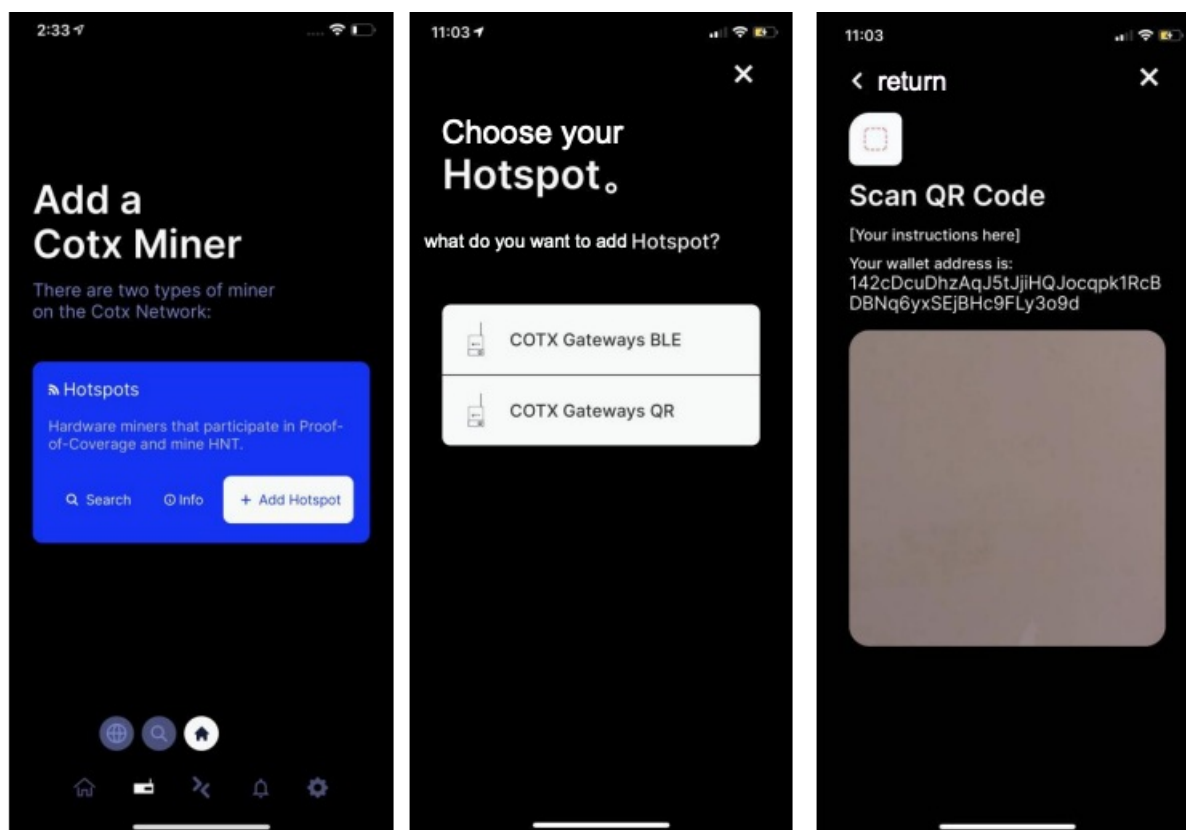 2:33
Add a
Cotx Miner
There are two types of miner
on the Cotx Network:
Hotspots
Hardware miners that participate in Proof-
of-Coverage and mine HNT.
Search Info + Add Hotspot
11:03
Choose your
Hotspot。
what do you want to add Hotspot?
COTX Gateways BLE
COTX Gateways QR
11:03
< return
Scan QR Code
[Your instructions here]
Your wallet address is:
142cDcuDhzAqJ5tJjiHQJocqpk1RcB
DBNq6yxSEjBHc9FLy3o9d